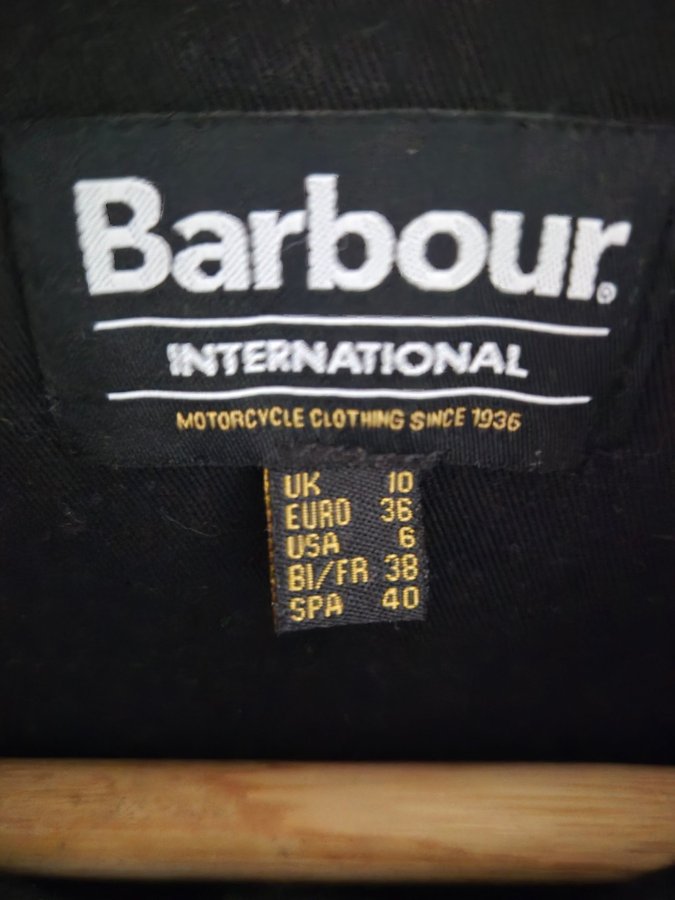 Barbour®
INTERNATIONAL
MOTORCYCLE CLOTHING SINCE 1936
UK 10
EURO 36
USA 6
BI/FR 38
SPA 40